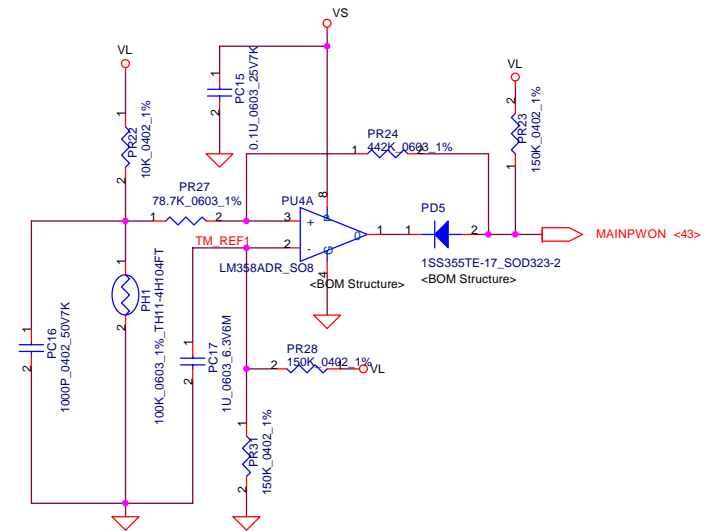 VS
VL
1
2
PC15
0.1U_0603_25V7K
VL
2
1
PR23
150K_0402_1%
1
2
PR22
10K_0402_1%
PR24
1 2
442K_0603_1%
PR27
78.7K_0603_1%
1 2
PU4A
8
P
3 +
2 -
O 1
G
4
PD5
1 2
MAINPWON <43>
TM_REF1
LM358ADR_SO8
<BOM Structure>
1SS355TE-17_SOD323-2
<BOM Structure>
1
2
PC16
1000P_0402_50V7K
1
2
PH1
100K_0603_1%_TH11-4H104FT
1
2
PC17
1U_0603_6.3V6M
PR28
150K_0402_1%
2 1
VL
1
2
PR31
150K_0402_1%